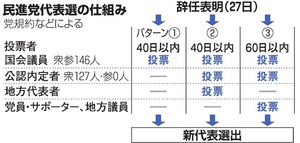 民進党代表選の仕組み
党規約などによる
辞任表明(27日)
パターン① ② ③
投票者 40日以内 40日以内 60日以内
国会議員 衆参146人 投票 投票 投票
公認内定者 衆127人・参0人 ── 投票 投票
地方代表者 ── 投票 ──
党員・サポーター、地方議員 ── ── 投票
新代表選出